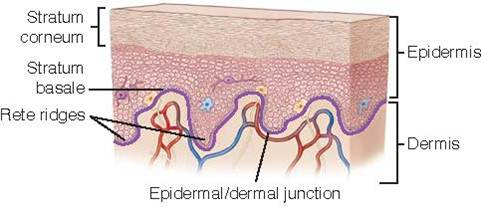 Stratum
corneum
Epidermis
Stratum
basale
Rete ridges
Dermis
Epidermal/dermal junction